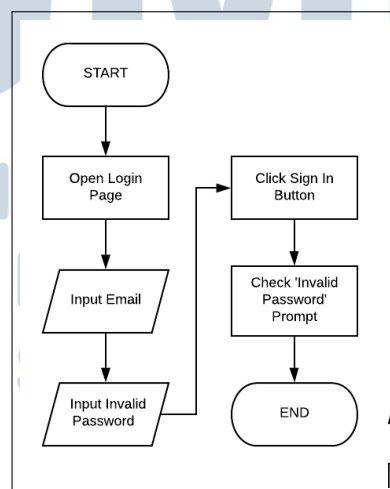 START
Open Login
Page
Input Email
Input Invalid
Password
Click Sign In
Button
Check 'Invalid
Password'
Prompt
END